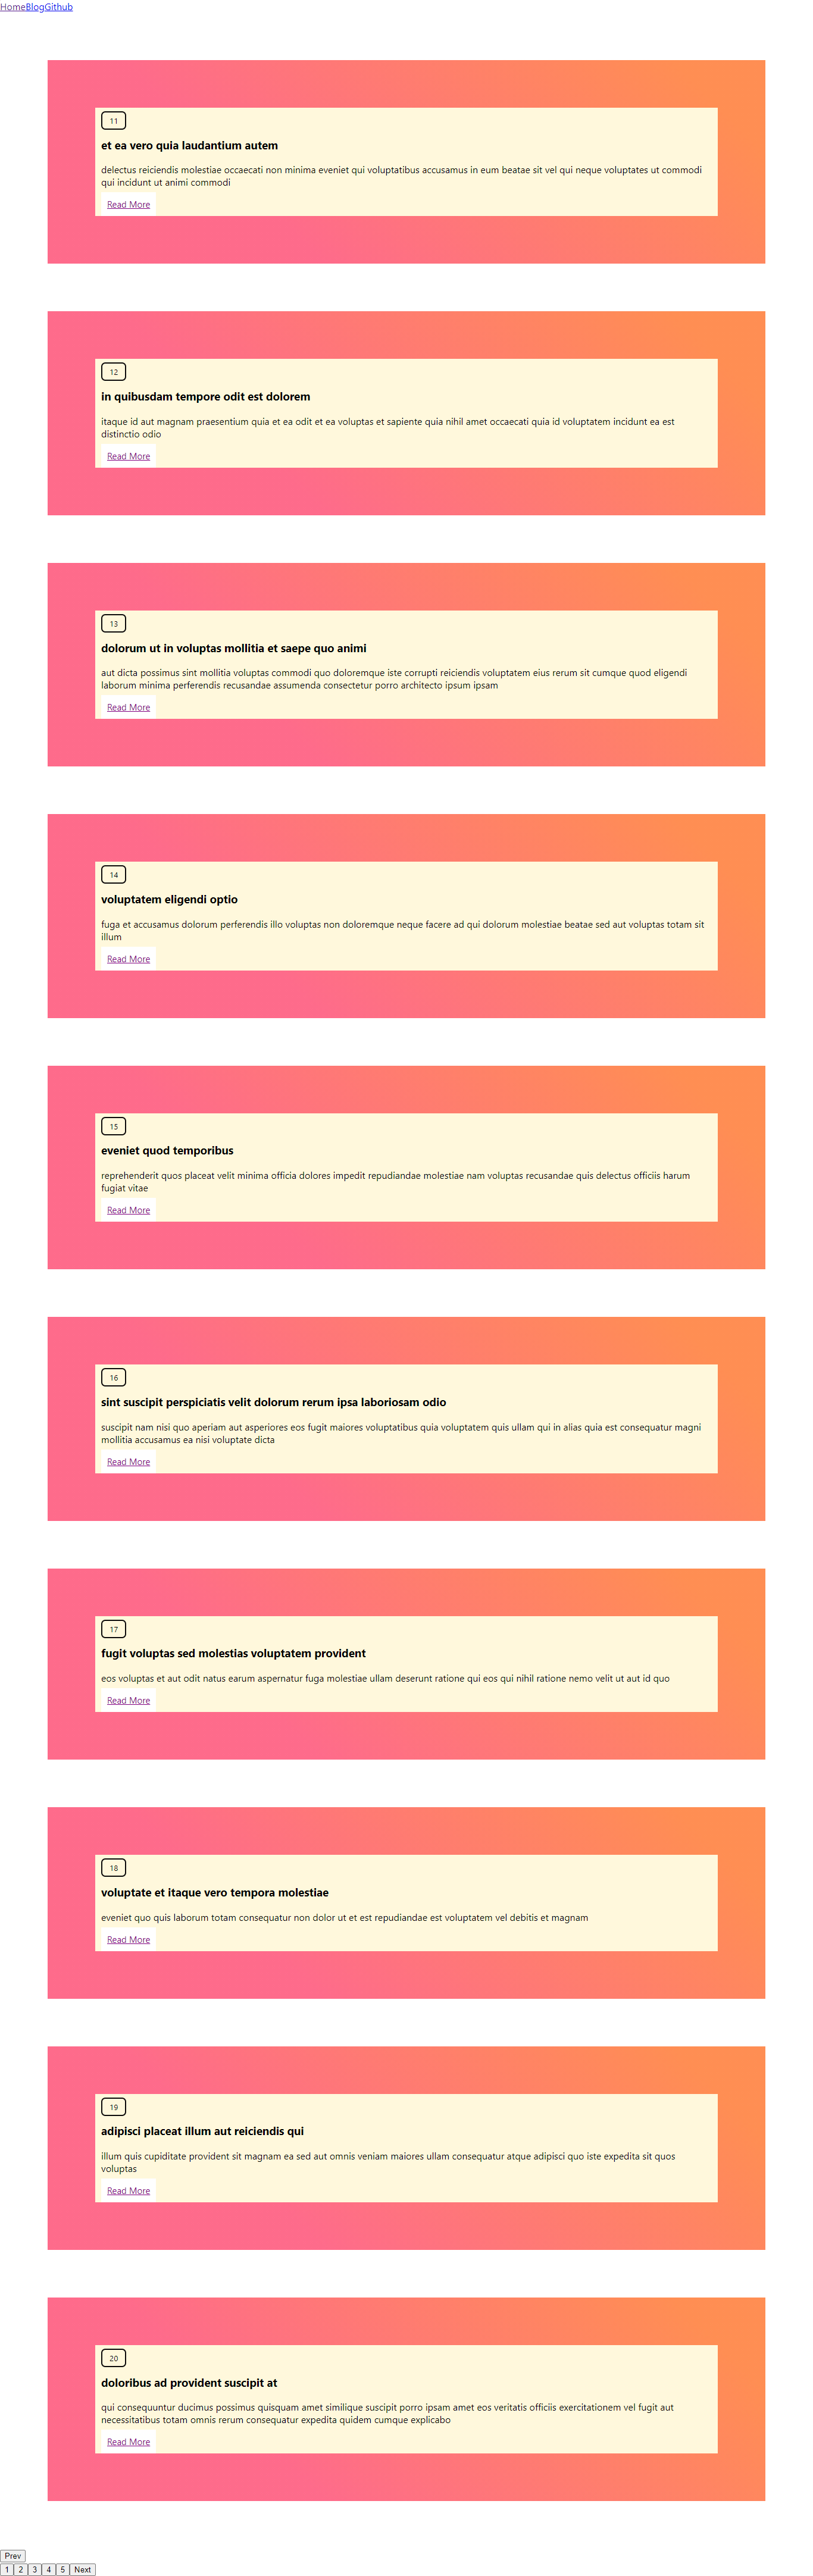 HomeBlogGithub
11
et ea vero quia laudantium autem
delectus reiciendis molestiae occaecati non minima eveniet qui voluptatibus accusamus in eum beatae sit vel qui neque voluptates ut commodi
qui incidunt ut animi commodi
Read More
12
in quibusdam tempore odit est dolorem
itaque id aut magnam praesentium quia et ea odit et ea voluptas et sapiente quia nihil amet occaecati quia id voluptatem incidunt ea est
distinctio odio
Read More
13
dolorum ut in voluptas mollitia et saepe quo animi
aut dicta possimus sint mollitia voluptas commodi quo doloremque iste corrupti reiciendis voluptatem eius rerum sit cumque quod eligendi
laborum minima perferendis recusandae assumenda consectetur porro architecto ipsum ipsam
Read More
14
voluptatem eligendi optio
fuga et accusamus dolorum perferendis illo voluptas non doloremque neque facere ad qui dolorum molestiae beatae sed aut voluptas totam sit
illum
Read More
15
eveniet quod temporibus
reprehenderit quos placeat velit minima officia dolores impedit repudiandae molestiae nam voluptas recusandae quis delectus officiis harum
fugiat vitae
Read More
16
sint suscipit perspiciatis velit dolorum rerum ipsa laboriosam odio
suscipit nam nisi quo aperiam aut asperiores eos fugit maiores voluptatibus quia voluptatem quis ullam qui in alias quia est consequatur magni
mollitia accusamus ea nisi voluptate dicta
Read More
17
fugit voluptas sed molestias voluptatem provident
eos voluptas et aut odit natus earum aspernatur fuga molestiae ullam deserunt ratione qui eos qui nihil ratione nemo velit ut aut id quo
Read More
18
voluptate et itaque vero tempora molestiae
eveniet quo quis laborum totam consequatur non dolor ut et est repudiandae est voluptatem vel debitis et magnam
Read More
19
adipisci placeat illum aut reiciendis qui
illum quis cupiditate provident sit magnam ea sed aut omnis veniam maiores ullam consequatur atque adipisci quo iste expedita sit quos
voluptas
Read More
20
doloribus ad provident suscipit at
qui consequuntur ducimus possimus quisquam amet similique suscipit porro ipsam amet eos veritatis officiis exercitationem vel fugit aut
necessitatibus totam omnis rerum consequatur expedita quidem cumque explicabo
Read More
Prev
1 2 3 4 5 Next